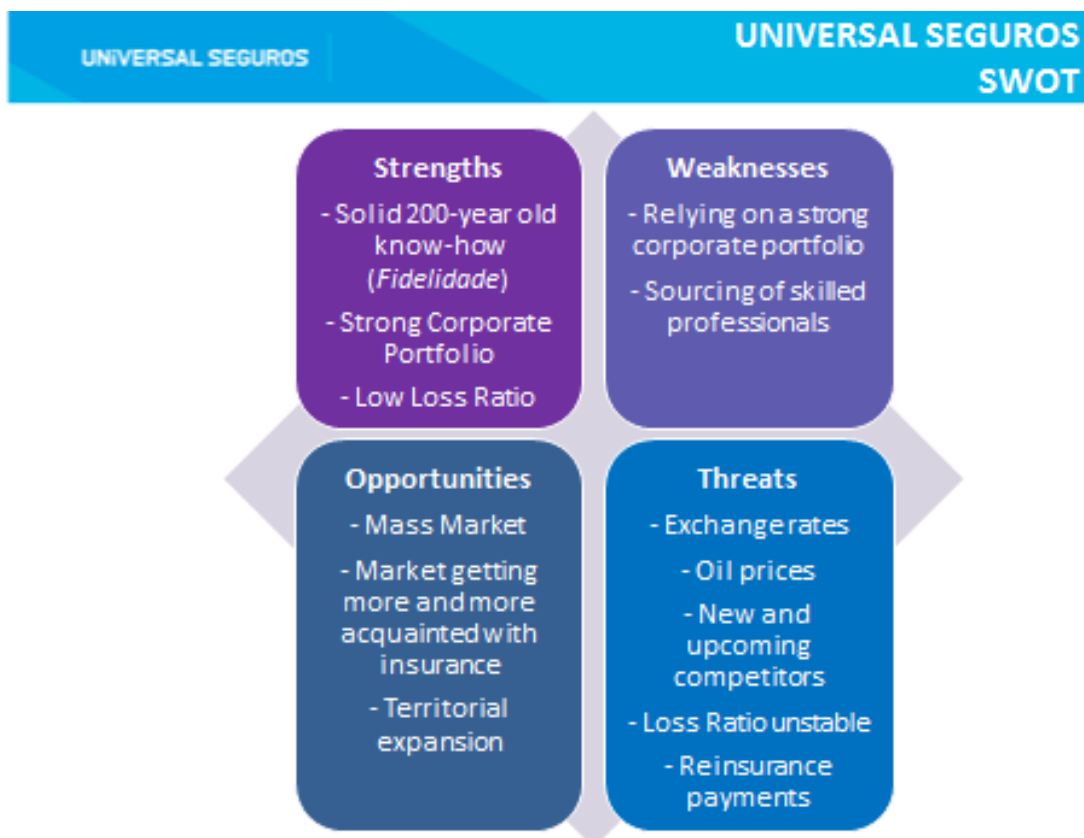 UNiVERSAL SEGUROS
UNIVERSAL SEGUROS
SWOT
Strengths
- Solid 200-year old
know-how
(Fidelidade)
- Strong Corporate
Portfolio
- Low Loss Ratio
Weaknesses
- Relying on a strong
corporate portfolio
- Sourcing of skilled
professionals
Opportunities
- Mass Market
- Market getting
more and more
acquainted with
insurance
- Territorial
expansion
Threats
- Exchange rates
- Oil prices
- New and
upcoming
competitors
- Loss Ratio unstable
- Reinsurance
payments